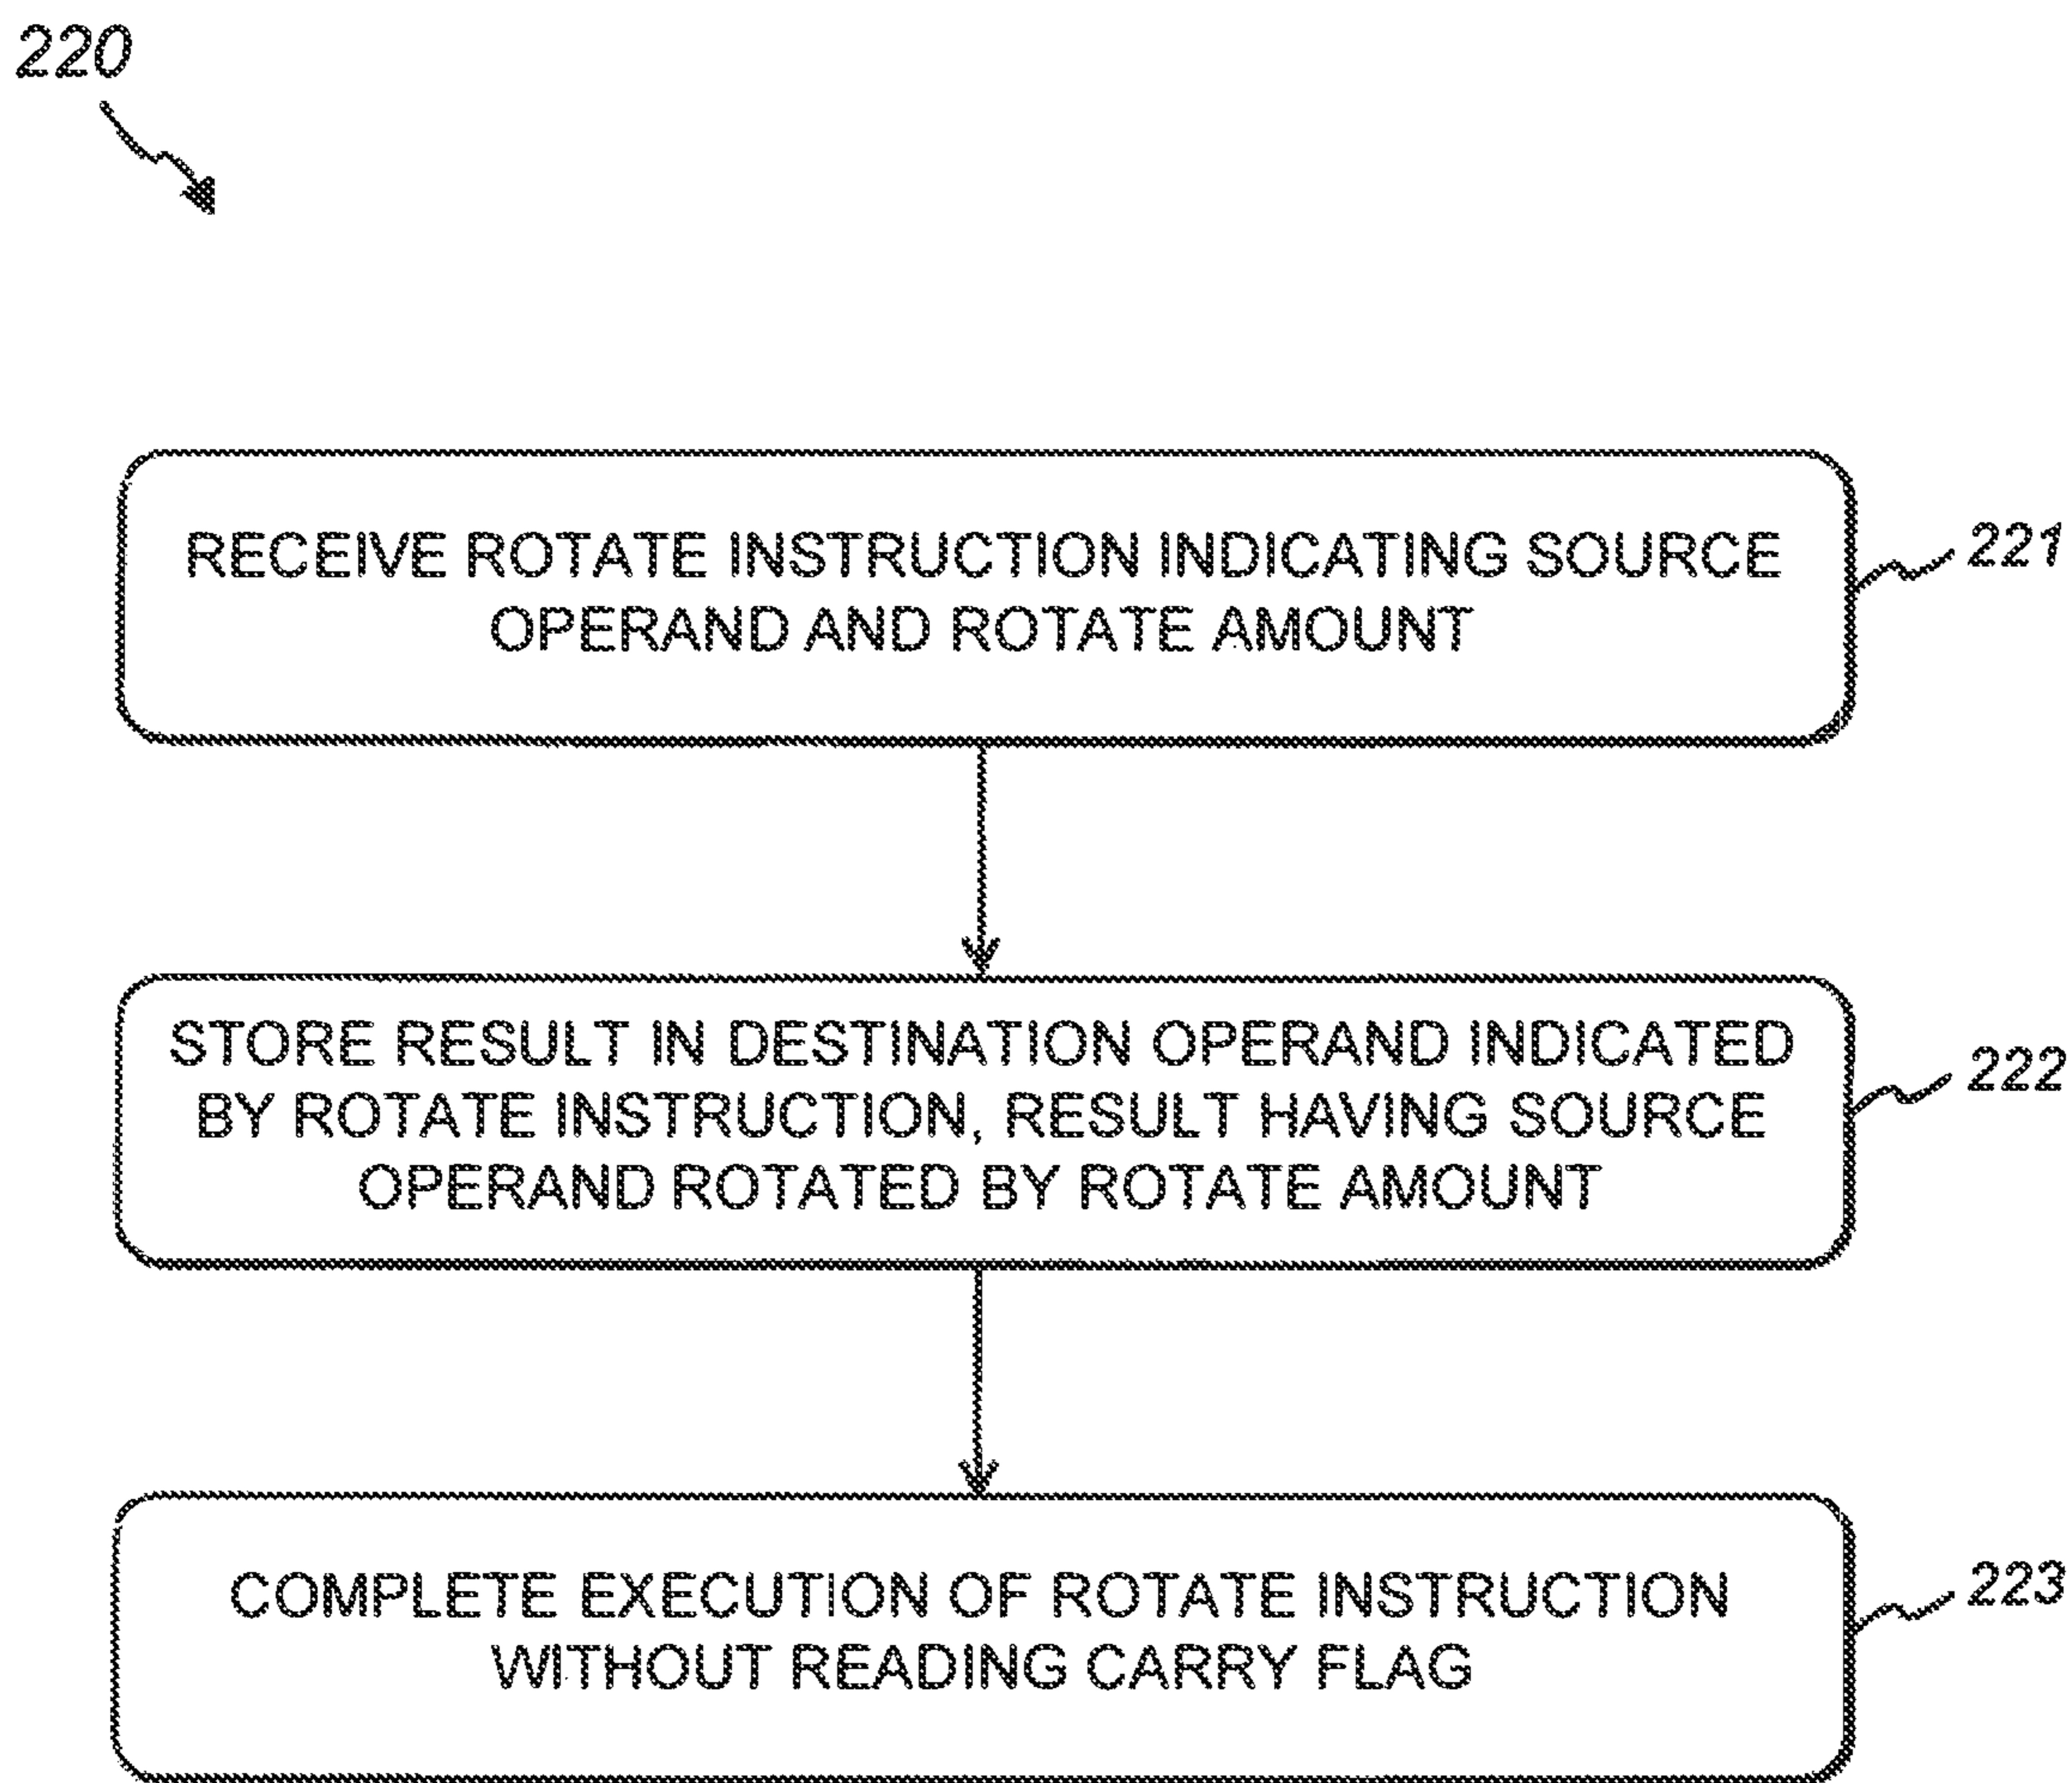 220
RECEIVE ROTATE INSTRUCTION INDICATING SOURCE
OPERAND AND ROTATE AMOUNT
221
STORE RESULT IN DESTINATION OPERAND INDICATED
BY ROTATE INSTRUCTION, RESULT HAVING SOURCE
OPERAND ROTATED BY ROTATE AMOUNT
222
COMPLETE EXECUTION OF ROTATE INSTRUCTION
WITHOUT READING CARRY FLAG
223